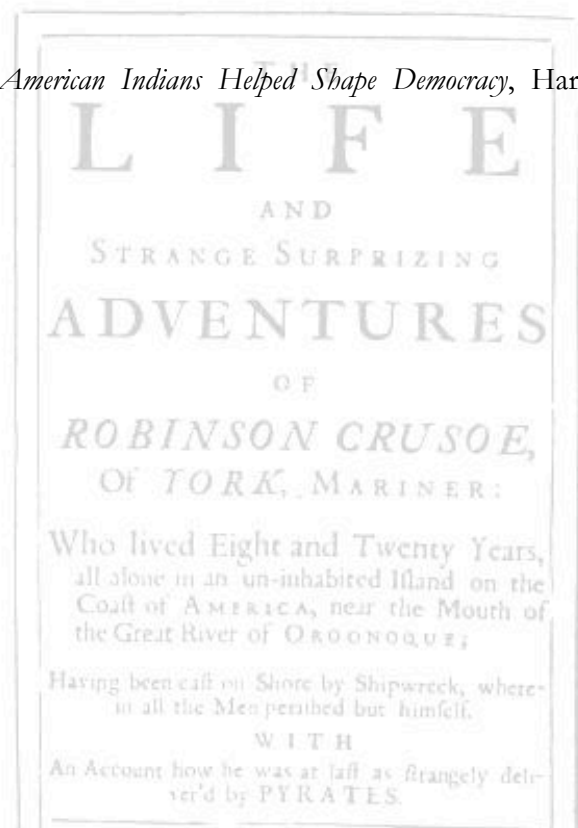 American Indians Helped Shape Democracy, Har
THE
LIFE
AND
STRANGE SURPRIZING
ADVENTURES
OF
ROBINSON CRUSOE,
Of YORK, MARINER:
Who lived Eight and Twenty Years,
all alone in an un-inhabited Iſland on the
Coaſt of AMERICA, near the Mouth of
the Great River of OROONOQUE;
Having been caſt on Shore by Shipwreck, where-
in all the Men periſhed but himſelf.
WITH
An Account how he was at laſt as ſtrangely deli-
ver'd by PYRATES.